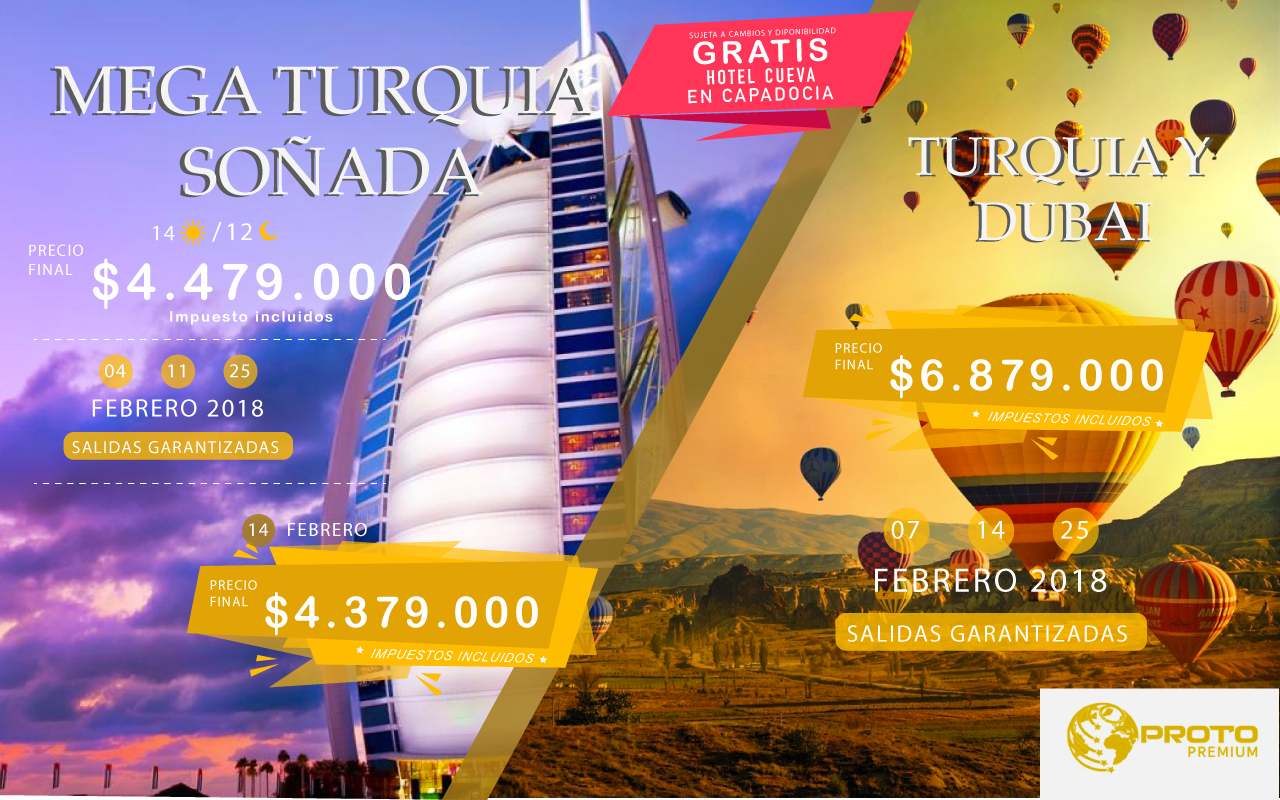 MEGA TURQUIA
SOÑADA
14 / 12
PRECIO
FINAL
$4.479.000
Impuesto incluidos
04 11 25
FEBRERO 2018
SALIDAS GARANTIZADAS
14 FEBRERO
PRECIO
FINAL
$4.379.000
IMPUESTOS INCLUIDOS
SUJETA A CAMBIOS Y DIPONIBILIDAD
GRATIS
HOTEL CUEVA
EN CAPADOCIA
TURQUIA Y
DUBAI
PRECIO
FINAL
$6.879.000
IMPUESTOS INCLUIDOS
07 14 25
FEBRERO 2018
SALIDAS GARANTIZADAS
PROTO
PREMIUM